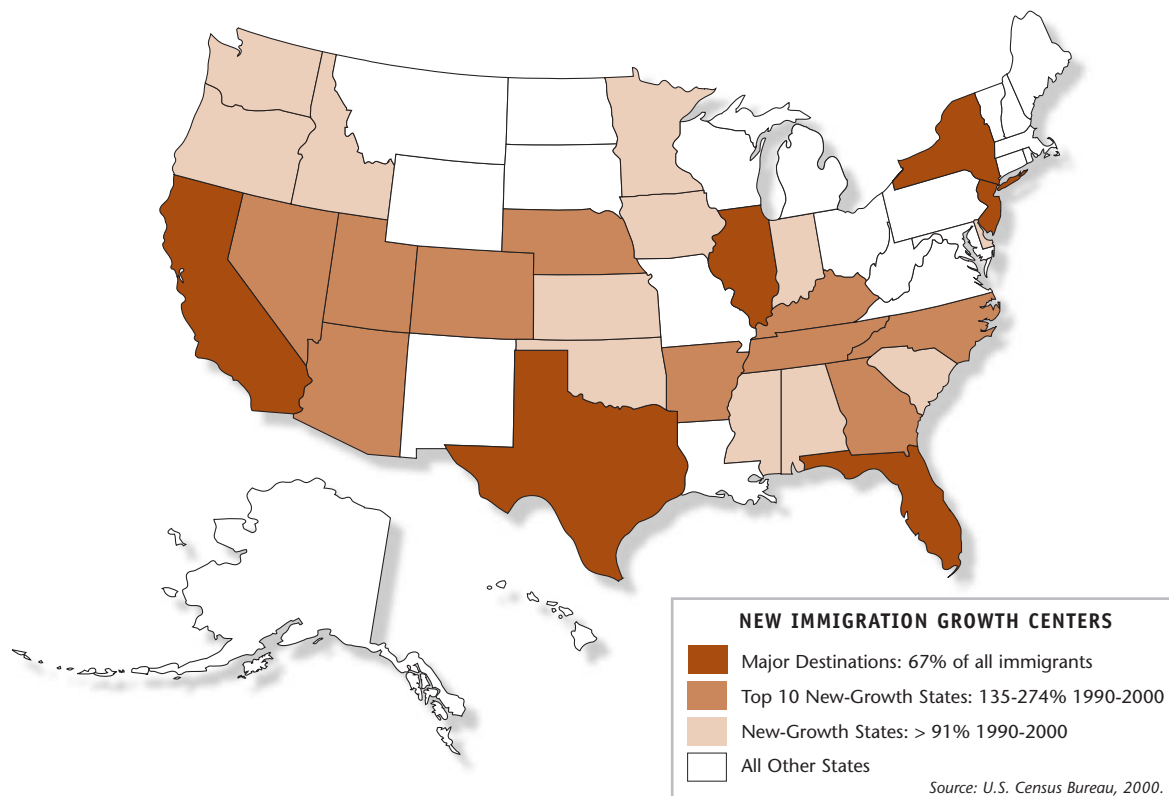 NEW IMMIGRATION GROWTH CENTERS
Major Destinations: 67% of all immigrants
Top 10 New-Growth States: 135-274% 1990-2000
New-Growth States: > 91% 1990-2000
All Other States
Source: U.S. Census Bureau, 2000.